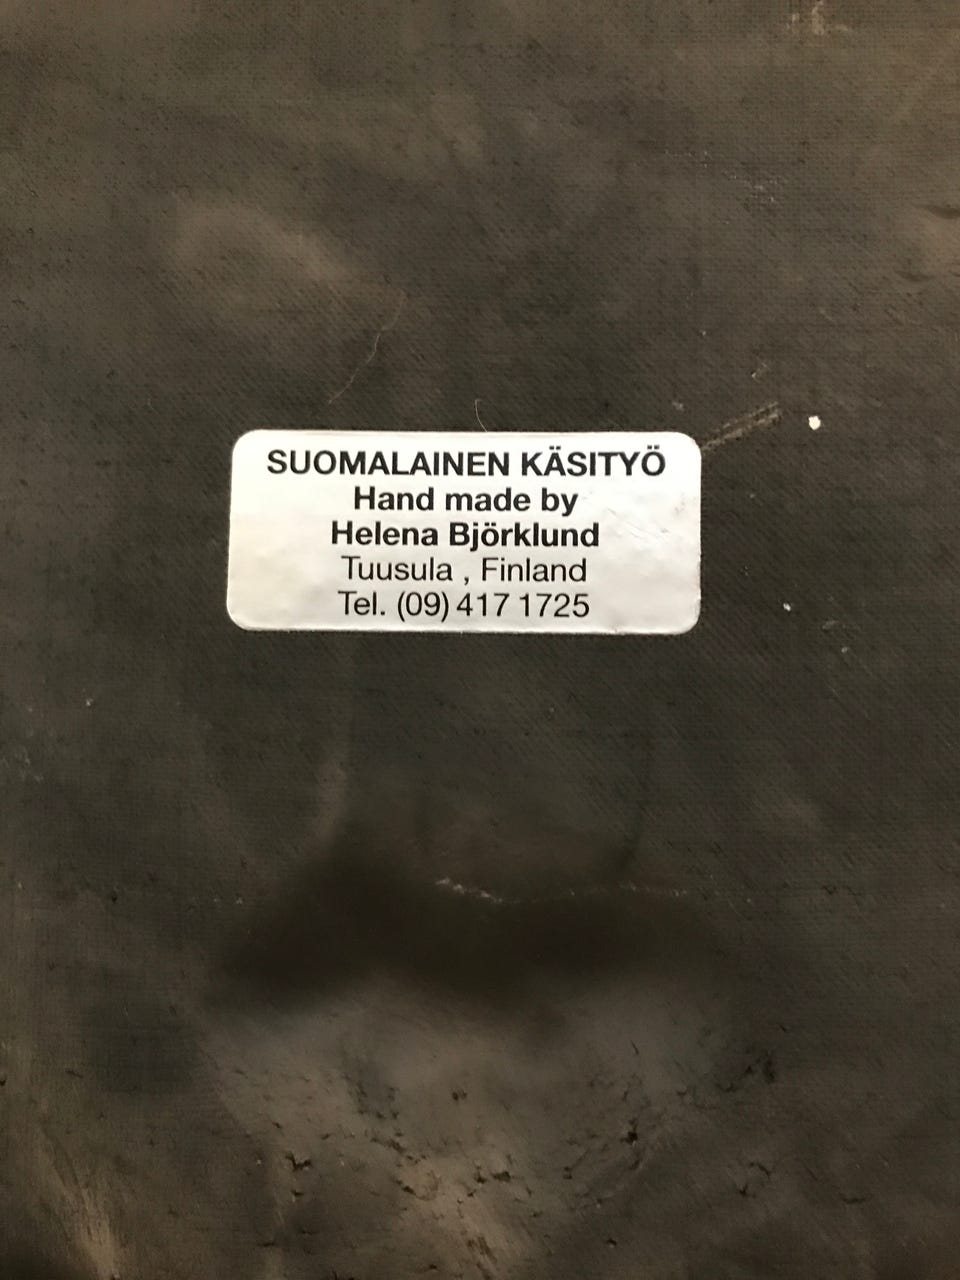 SUOMALAINEN KÄSITYÖ
Hand made by
Helena Björklund
Tuusula , Finland
Tel. (09) 417 1725